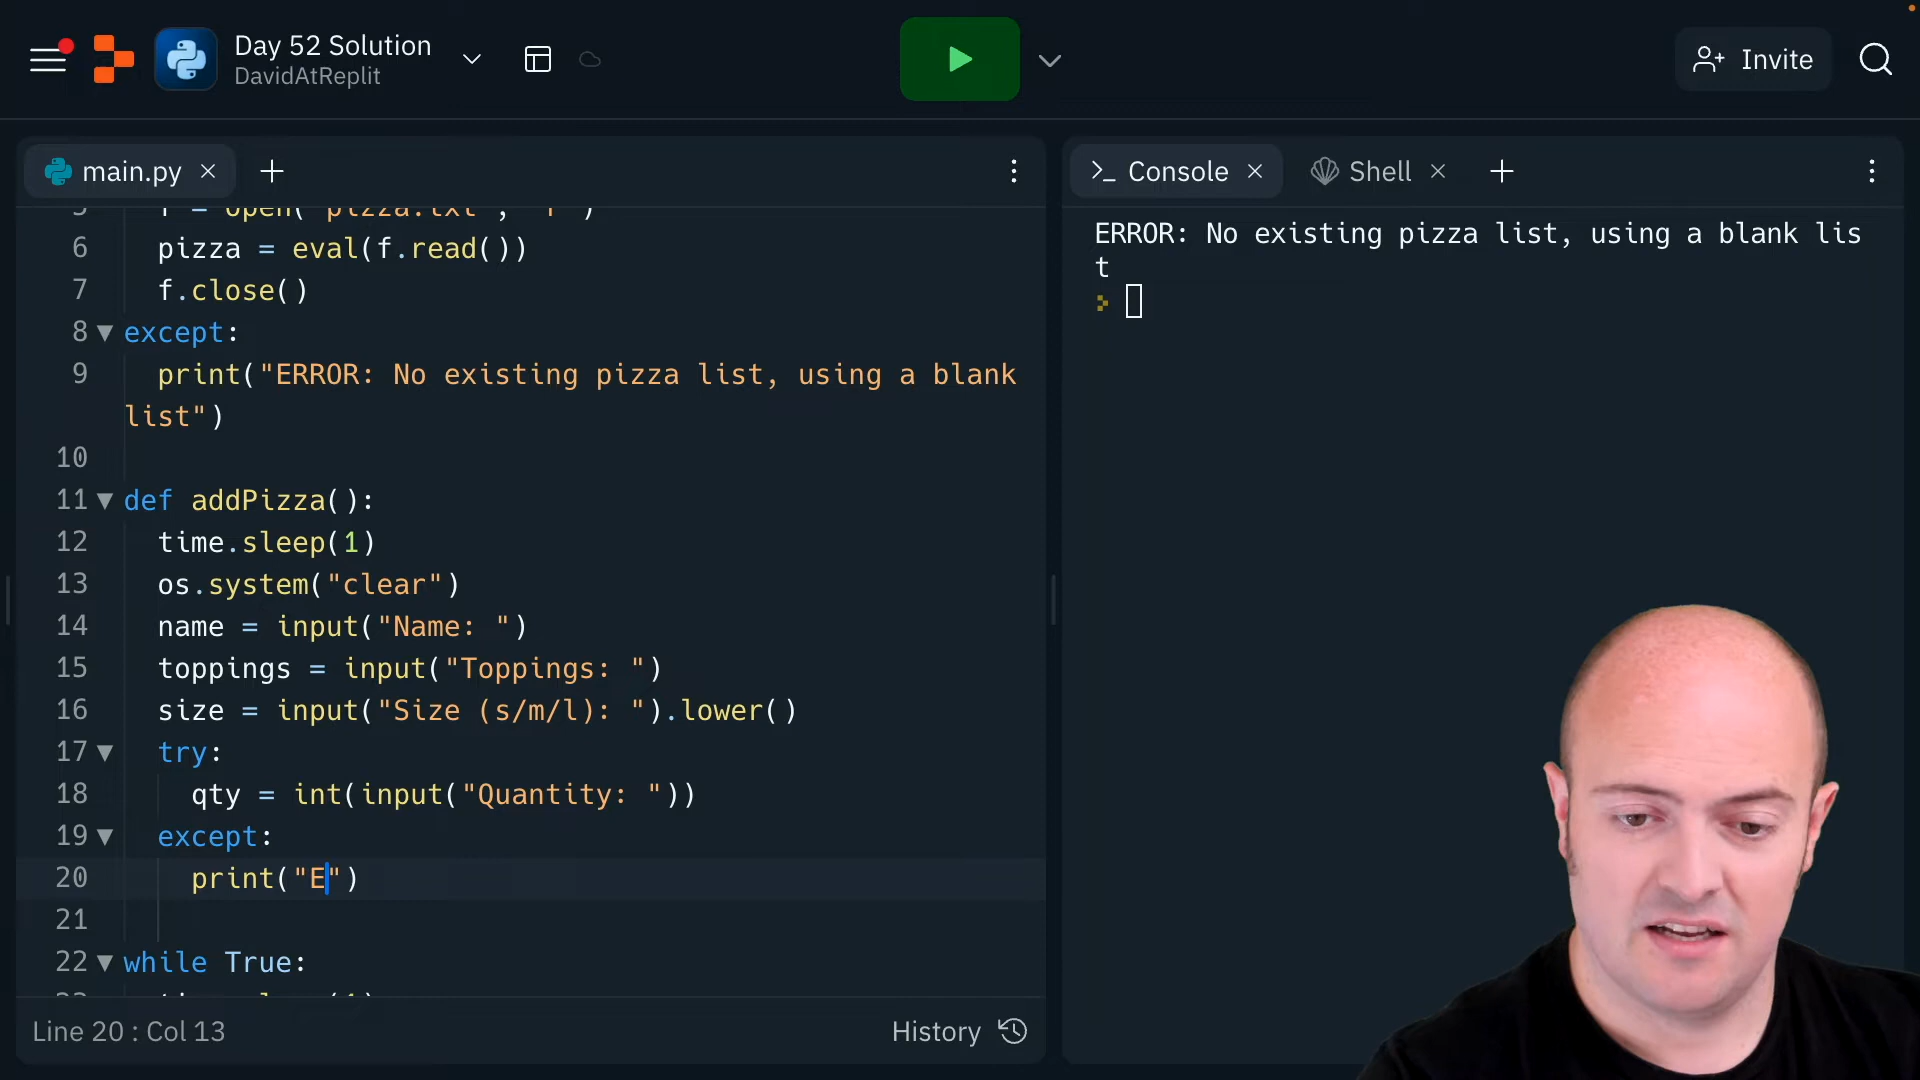 Day 52 Solution
DavidAtReplit
Invite
main.py
Console
Shell
6 pizza = eval(f.read())
7 f.close()
8 except:
9 print("ERROR: No existing pizza list, using a blank
list")
10
11 def addPizza():
12 time.sleep(1)
13 os.system("clear")
14 name = input("Name: ")
15 toppings = input("Toppings: ")
16 size = input("Size (s/m/l): ").lower()
17 try:
18 qty = int(input("Quantity: "))
19 except:
20 print("E")
21
22 while True:
Line 20 : Col 13
History
ERROR: No existing pizza list, using a blank lis
t